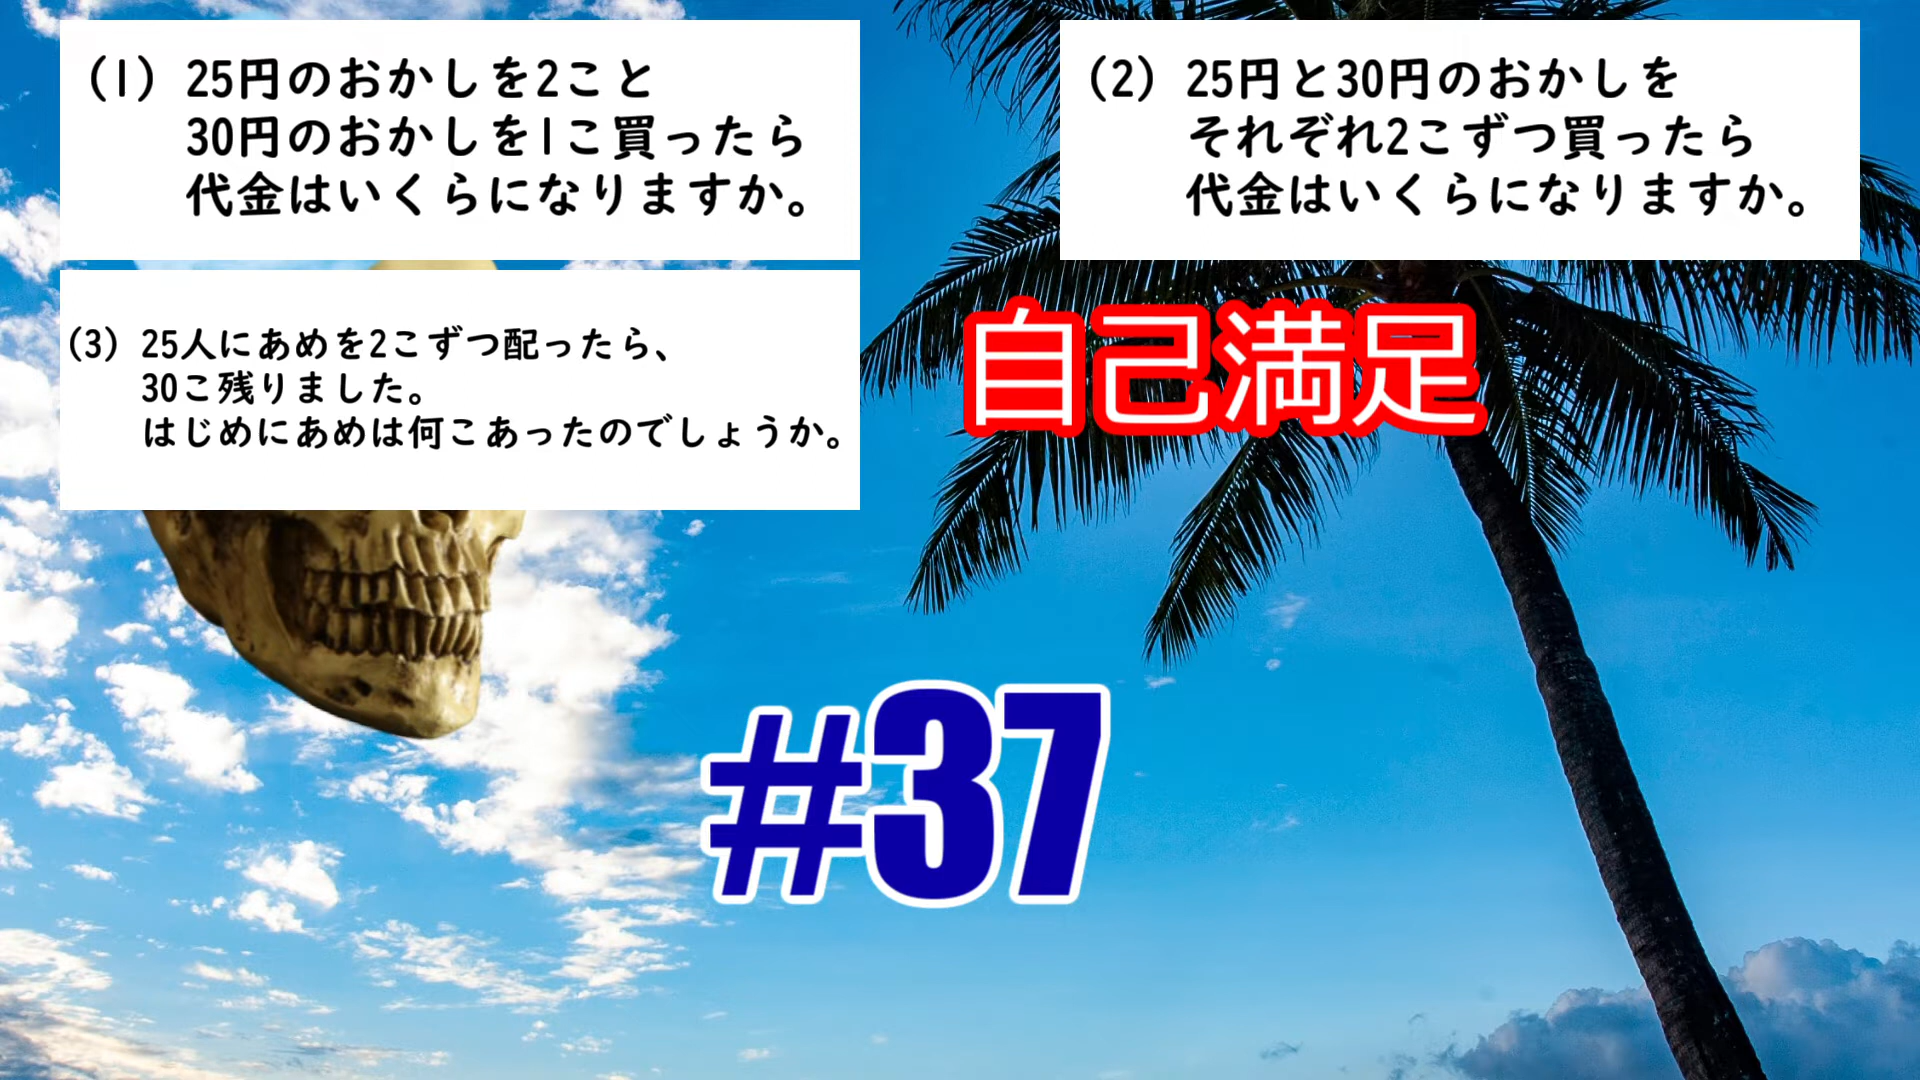 (1) 25円のおかしを2こと
30円のおかしを1こ買ったら
代金はいくらになりますか。
(2) 25円と30円のおかしを
それぞれ2こずつ買ったら
代金はいくらになりますか。
(3) 25人にあめを2こずつ配ったら、
30こ残りました。
はじめにあめは何こあったのでしょうか。
自己満足
#37